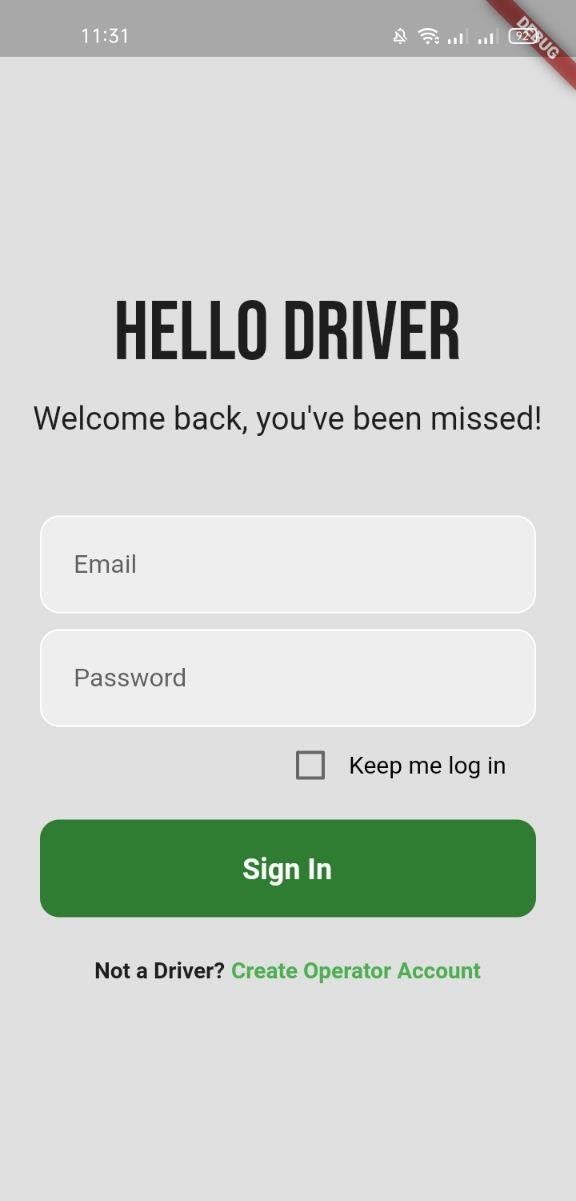 11:31
92
DEBUG
HELLO DRIVER
Welcome back, you've been missed!
Email
Password
Keep me log in
Sign In
Not a Driver? Create Operator Account